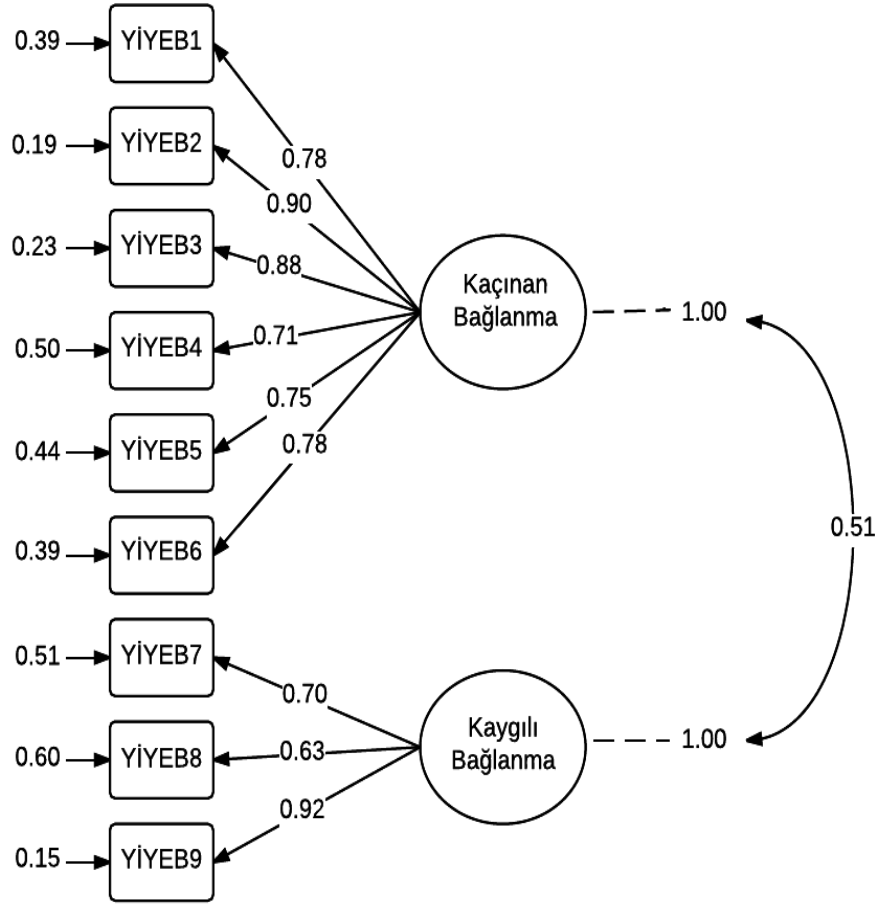 0.39
YİYEB1
0.78
0.19
YİYEB2
0.90
0.23
YİYEB3
0.88
0.50
YİYEB4
0.71
0.44
YİYEB5
0.75
0.39
YİYEB6
0.78
Kaçınan
Bağlanma
1.00
0.51
0.51
YİYEB7
0.70
0.60
YİYEB8
0.63
0.15
YİYEB9
0.92
Kaygılı
Bağlanma
1.00